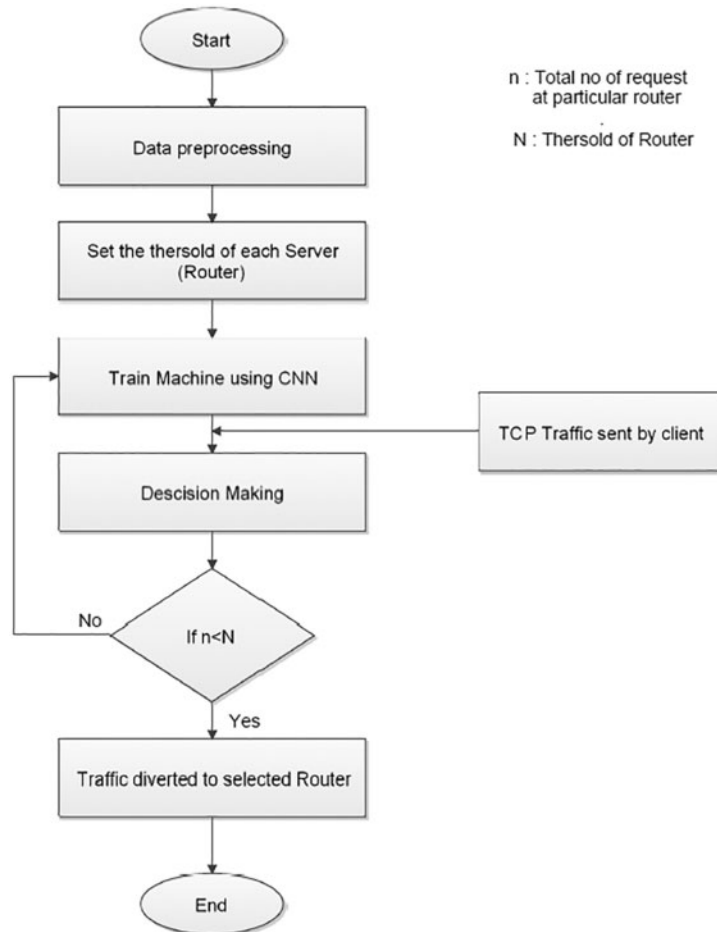 Start
n : Total no of request
at particular router
.
N : Thersold of Router
Data preprocessing
Set the thersold of each Server
(Router)
Train Machine using CNN
TCP Traffic sent by client
Descision Making
No
If n<N
Yes
Traffic diverted to selected Router
End